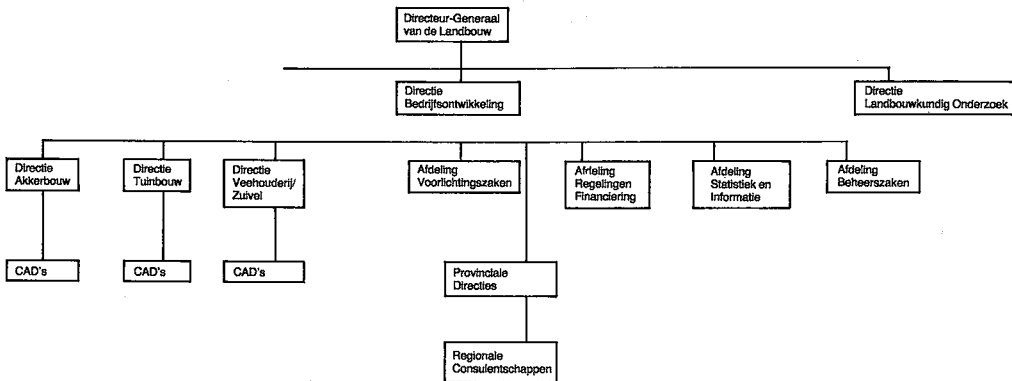 Directeur-Generaal
van de Landbouw
Directie
Bedrijfsontwikkeling
Directie
Landbouwkundig Onderzoek
Directie
Akkerbouw
Directie
Tuinbouw
Directie
Veehouderij/
Zuivel
Afdeling
Voorlichtingszaken
Afdeling
Regelingen
Financiering
Afdeling
Statistiek en
Informatie
Afdeling
Beheerszaken
CAD's
CAD's
CAD's
Provinciale
Directies
Regionale
Consulentschappen